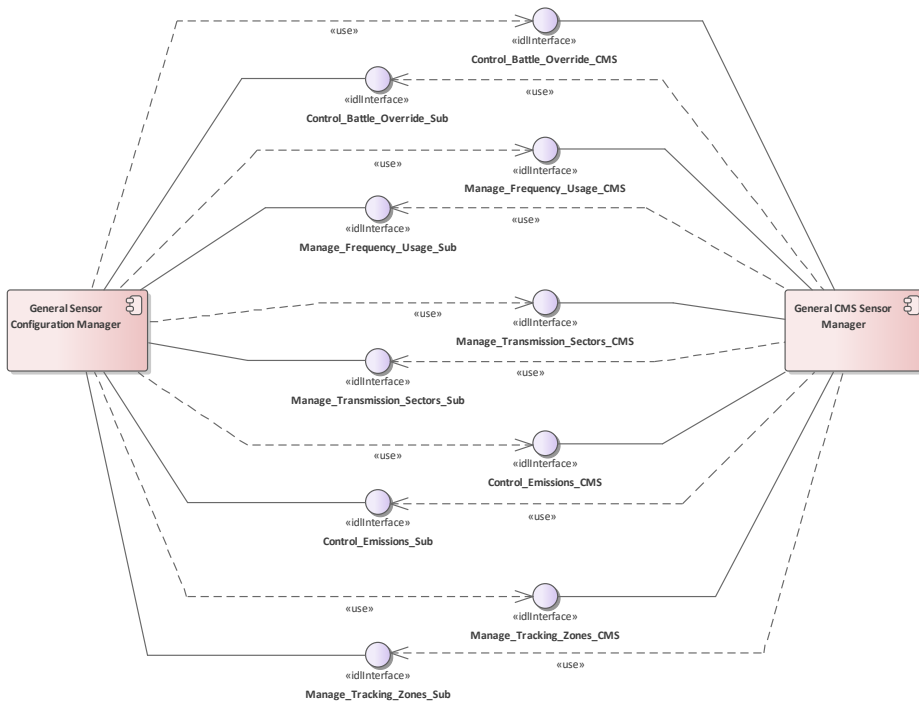 «use»
«idlInterface»
Control_Battle_Override_CMS
«idlInterface»
Control_Battle_Override_Sub
«use»
«use»
«idlInterface»
Manage_Frequency_Usage_CMS
«idlInterface»
Manage_Frequency_Usage_Sub
«use»
General Sensor
Configuration Manager
General CMS Sensor
Manager
«use»
«idlInterface»
Manage_Transmission_Sectors_CMS
«idlInterface»
Manage_Transmission_Sectors_Sub
«use»
«use»
«idlInterface»
Control_Emissions_CMS
«idlInterface»
Control_Emissions_Sub
«use»
«use»
«idlInterface»
Manage_Tracking_Zones_CMS
«idlInterface»
Manage_Tracking_Zones_Sub
«use»